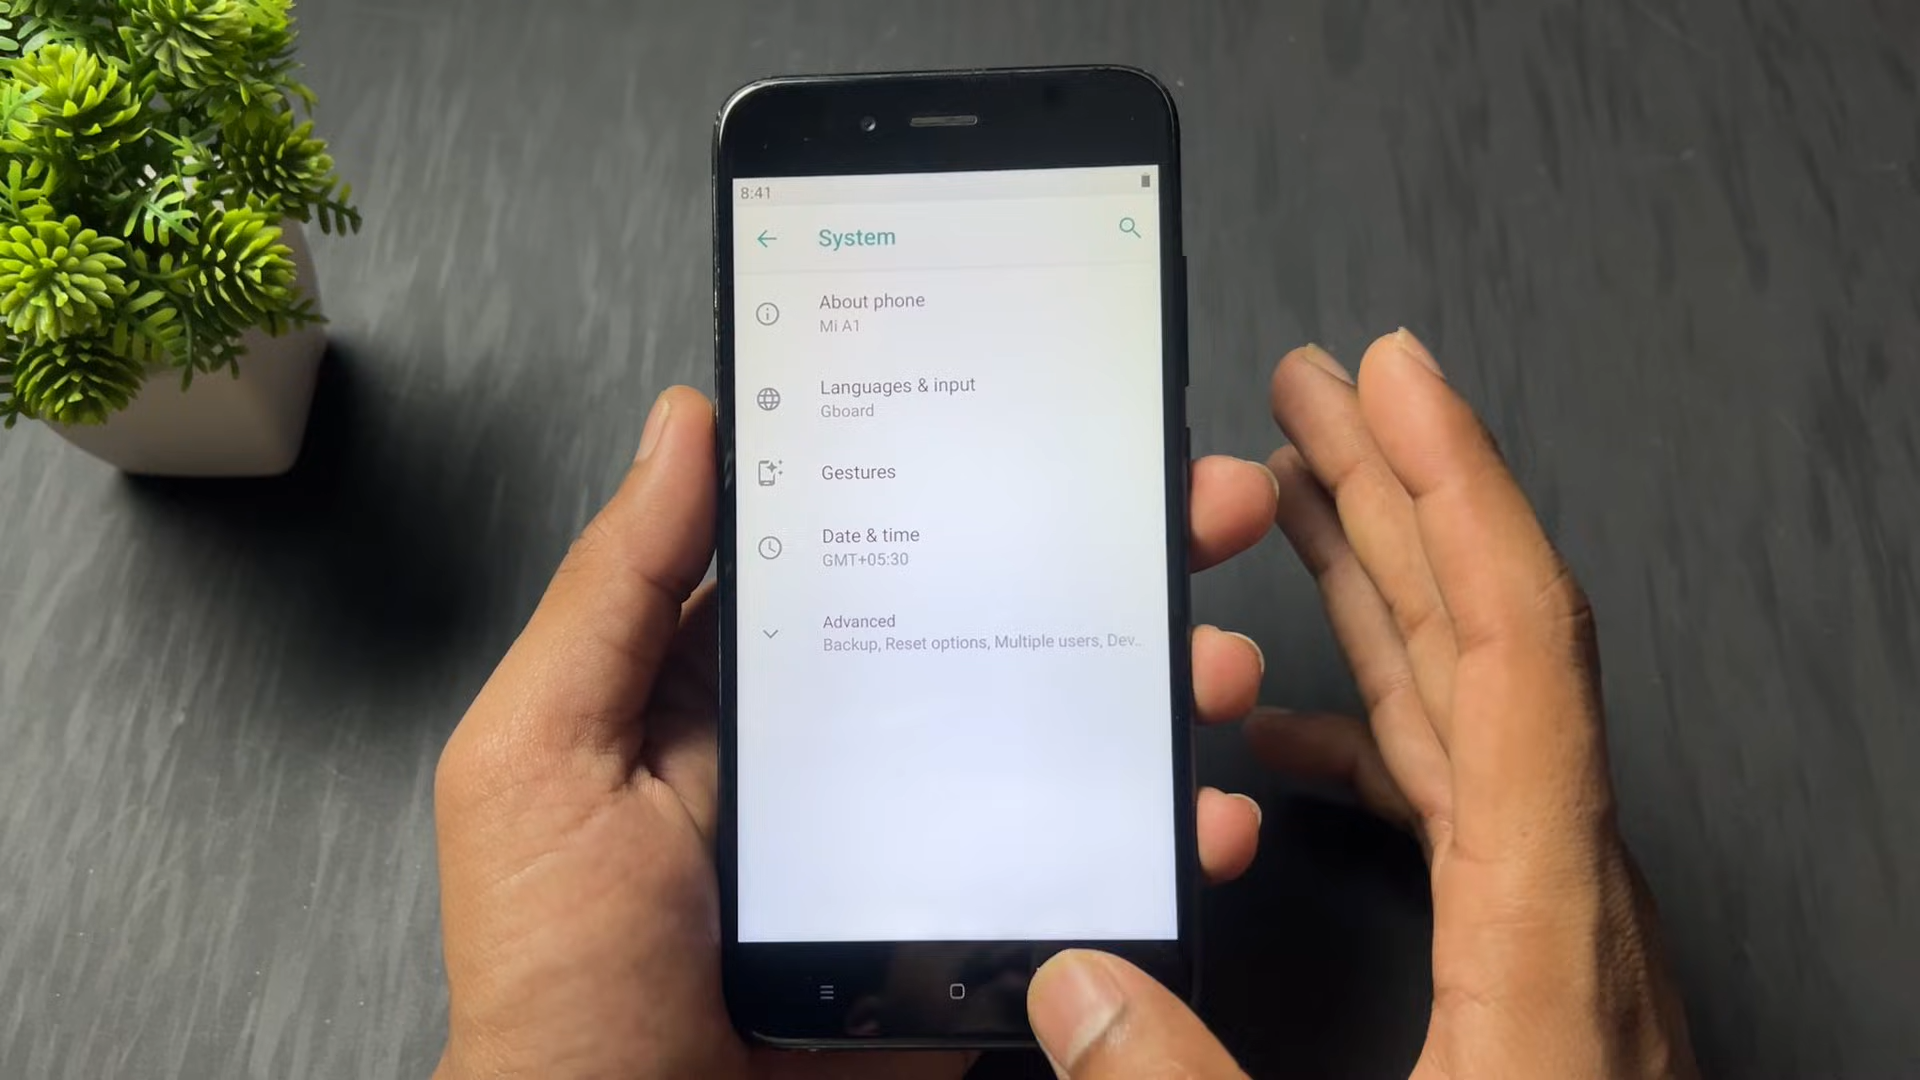 8:41
System
About phone
Mi A1
Languages & input
Gboard
Gestures
Date & time
GMT+05:30
Advanced
Backup, Reset options, Multiple users, Dev..